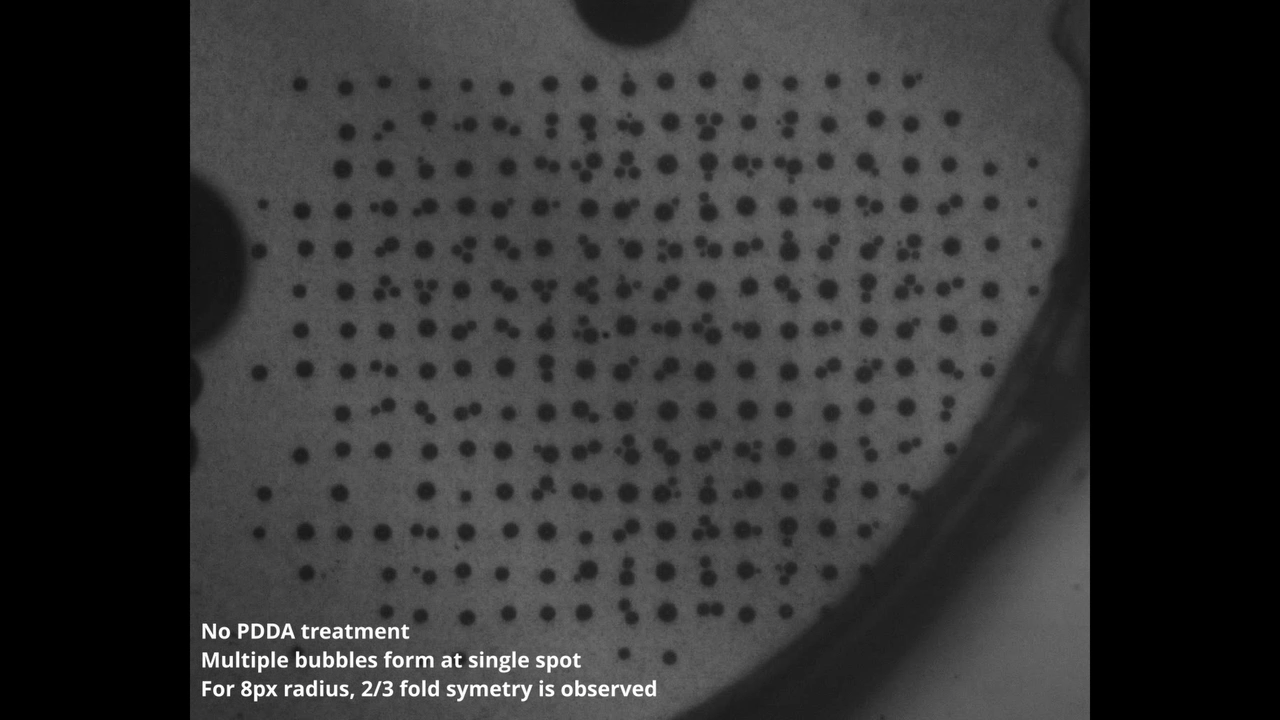 No PDDA treatment
Multiple bubbles form at single spot
For 8px radius, 2/3 fold symetry is observed